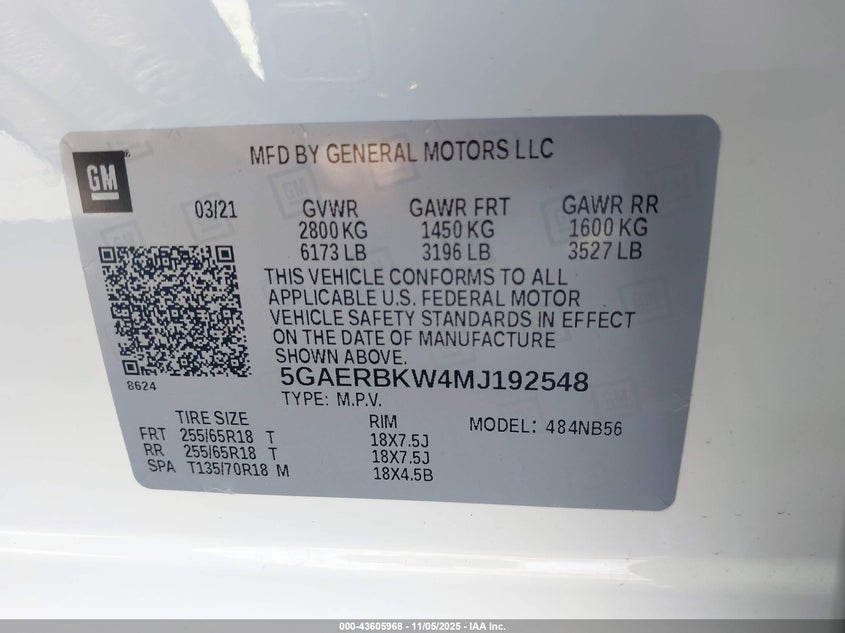 MFD BY GENERAL MOTORS LLC
GM
03/21 GVWR GAWR FRT GAWR RR
2800 KG 1450 KG 1600 KG
6173 LB 3196 LB 3527 LB
THIS VEHICLE CONFORMS TO ALL
APPLICABLE U.S. FEDERAL MOTOR
VEHICLE SAFETY STANDARDS IN EFFECT
ON THE DATE OF MANUFACTURE
SHOWN ABOVE.
8624
5GAERBKW4MJ192548
TYPE: M.P.V.
TIRE SIZE RIM MODEL: 484NB56
FRT 255/65R18 T 18X7.5J
RR 255/65R18 T 18X7.5J
SPA T135/70R18 M 18X4.5B
000-43605968 - 11/05/2025 - IAA Inc.